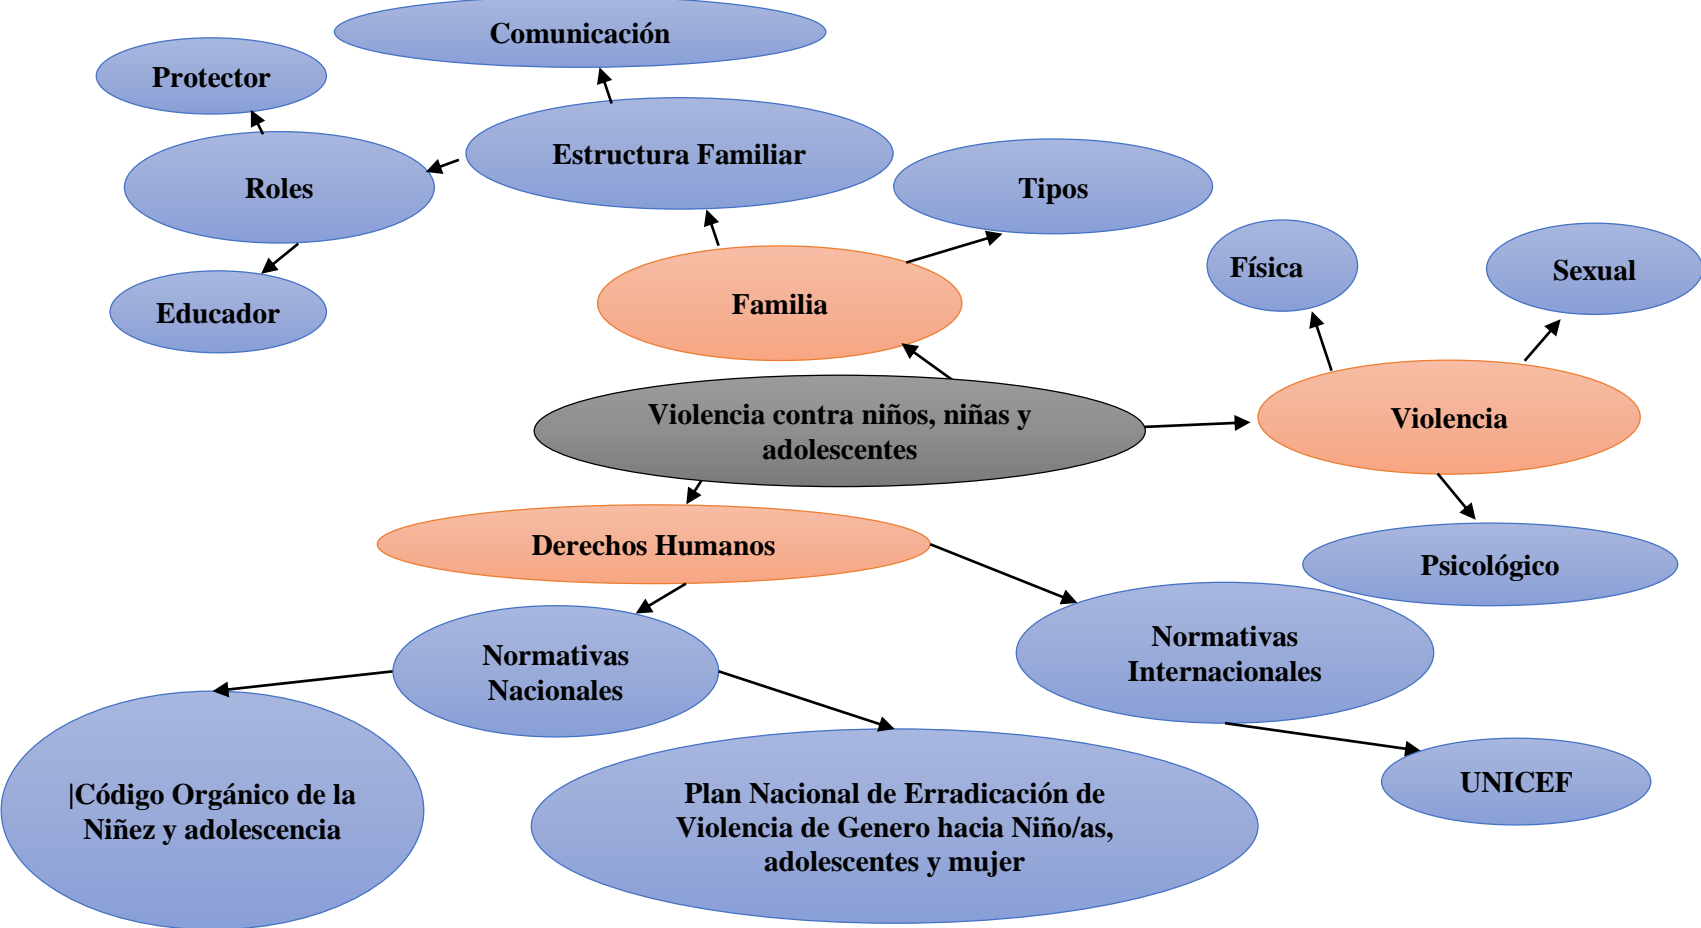 Comunicación
Protector
Estructura Familiar
Roles
Tipos
Física
Sexual
Educador
Familia
Violencia contra niños, niñas y
adolescentes
Violencia
Derechos Humanos
Psicológico
Normativas
Nacionales
Normativas
Internacionales
|Código Orgánico de la
Niñez y adolescencia
Plan Nacional de Erradicación de
Violencia de Genero hacia Niño/as,
adolescentes y mujer
UNICEF